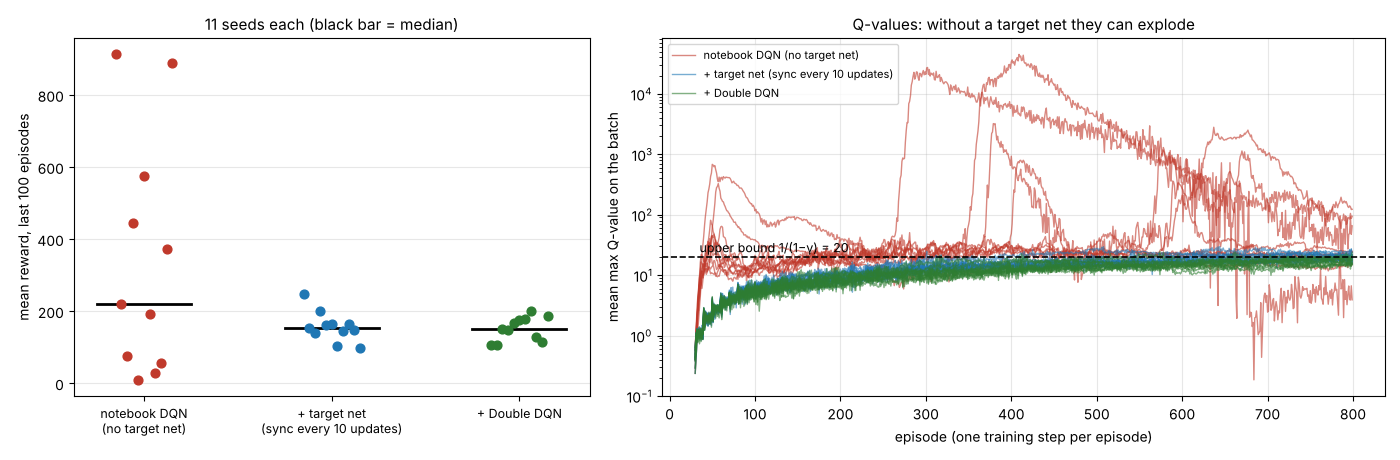 11 seeds each (black bar = median)
mean reward, last 100 episodes
800
600
400
200
0
notebook DQN
(no target net)
+ target net
(sync every 10 updates)
+ Double DQN
Q-values: without a target net they can explode
mean max Q-value on the batch
notebook DQN (no target net)
+ target net (sync every 10 updates)
+ Double DQN
10⁴
10³
10²
10¹
10⁰
10⁻¹
upper bound 1/(1−γ) = 20
0 100 200 300 400 500 600 700 800
episode (one training step per episode)